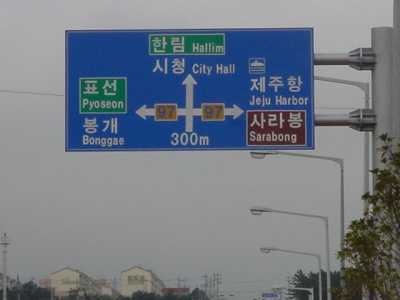 한림 Hallim
시청 City Hall
표선
Pyoseon
제주항
Jeju Harbor
97
97
봉개
Bonggae
사라봉
Sarabong
300m